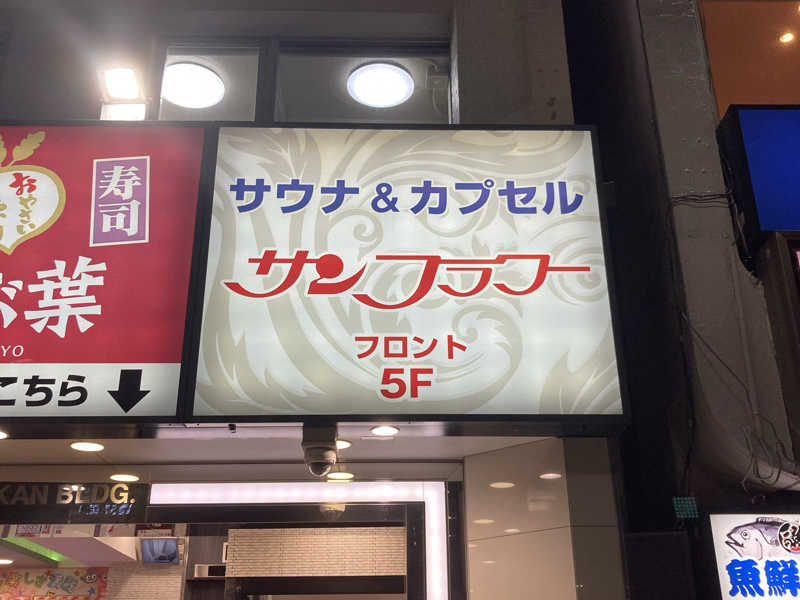 サウナ&カプセル
サンフラワー
フロント
5F
寿司
おやさい
葉
YO
こちら
KAN BLDG.
魚鮮